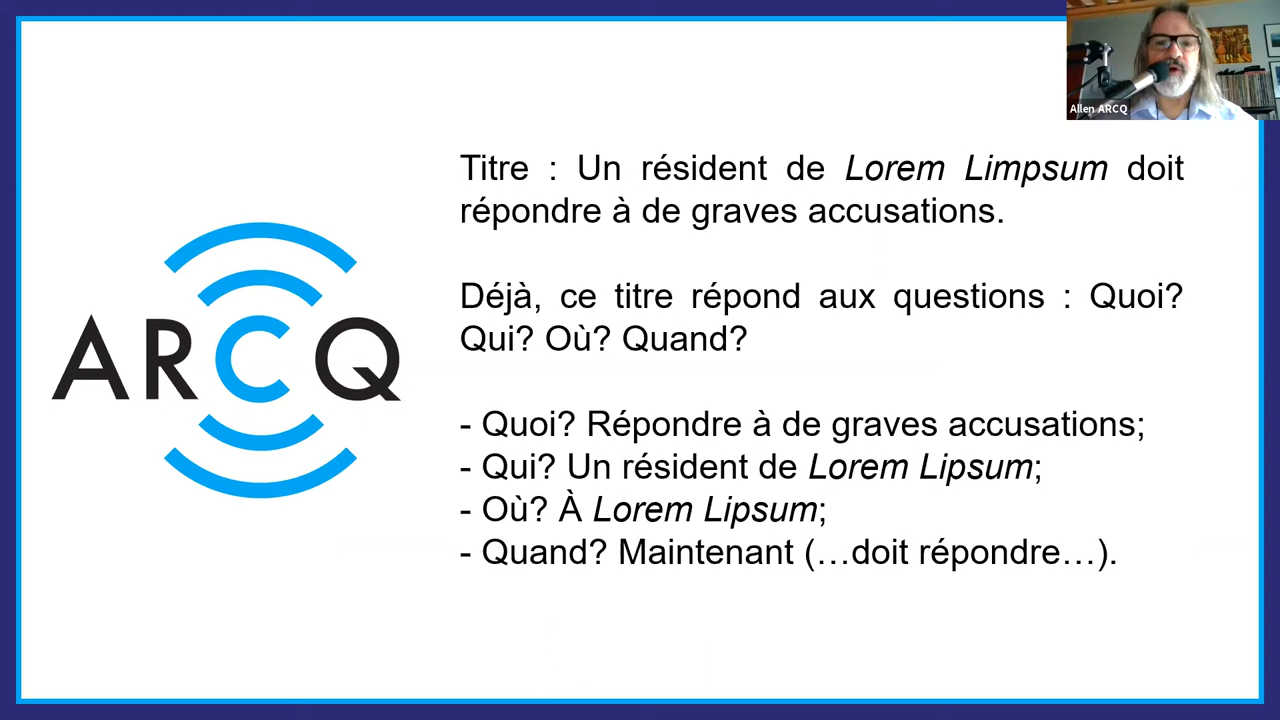 Allen ARCQ
Titre : Un résident de Lorem Limpsum doit
répondre à de graves accusations.
Déjà, ce titre répond aux questions : Quoi?
Qui? Où? Quand?
ARCQ
- Quoi? Répondre à de graves accusations;
- Qui? Un résident de Lorem Lipsum;
- Où? À Lorem Lipsum;
- Quand? Maintenant (…doit répondre…).